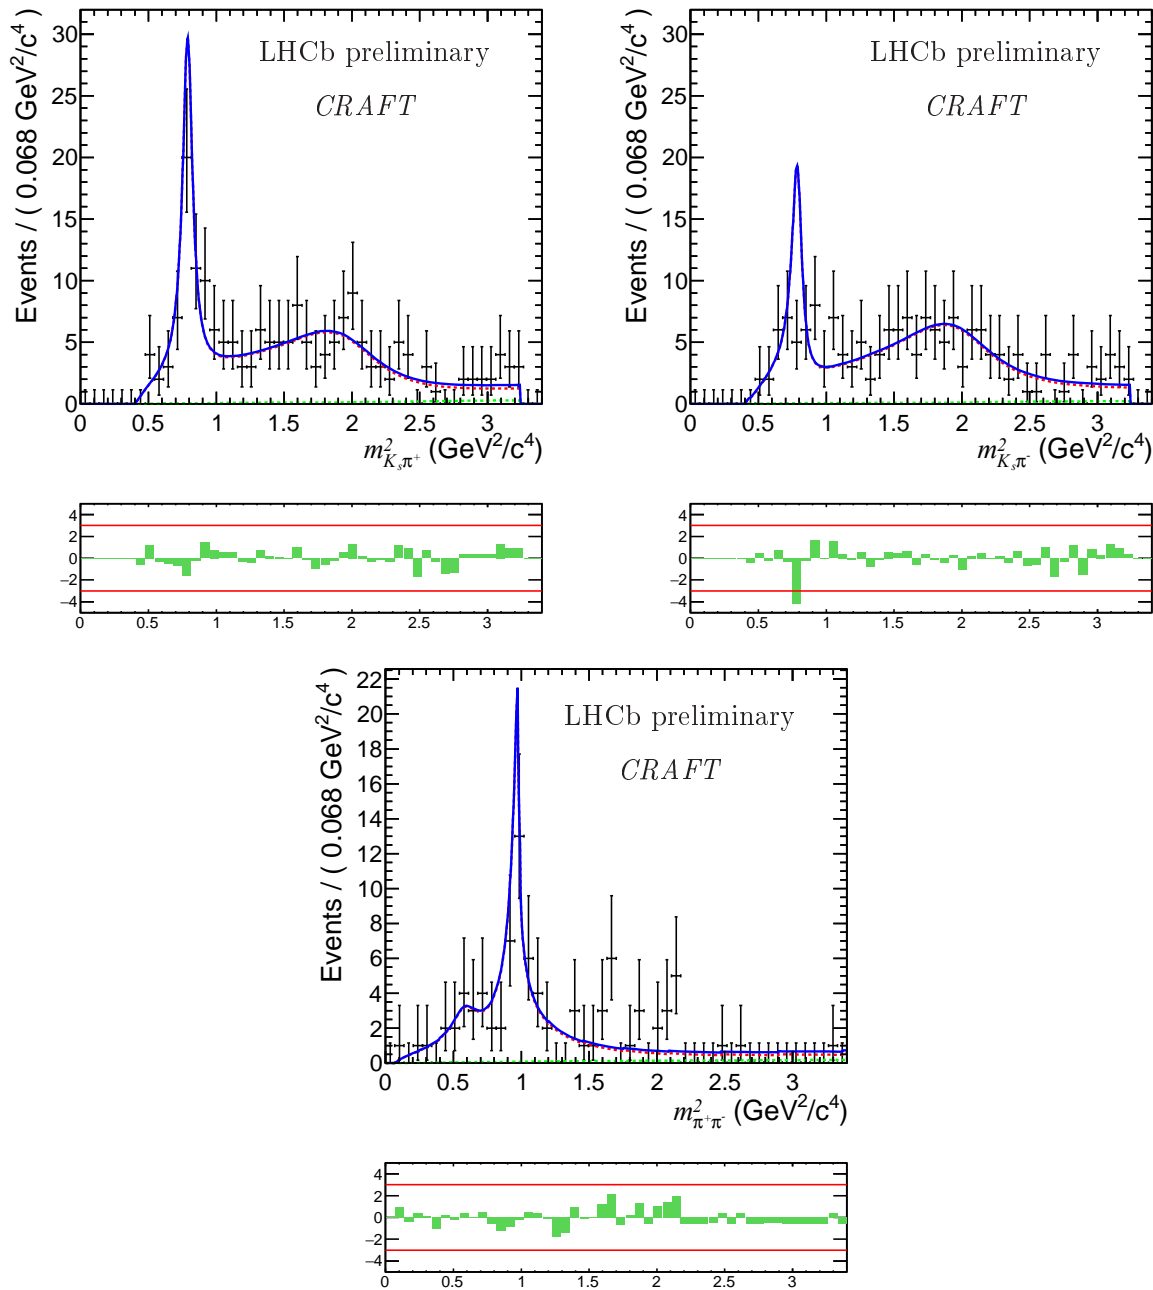 Events / ( 0.068 GeV²/c⁴ )
LHCb preliminary
CRAFT
30
25
20
15
10
5
0
0 0.5 1 1.5 2 2.5 3
m²_{K_sπ⁺} (GeV²/c⁴)
4
2
0
−2
−4
0 0.5 1 1.5 2 2.5 3
Events / ( 0.068 GeV²/c⁴ )
LHCb preliminary
CRAFT
30
25
20
15
10
5
0
0 0.5 1 1.5 2 2.5 3
m²_{K_sπ⁻} (GeV²/c⁴)
4
2
0
−2
−4
0 0.5 1 1.5 2 2.5 3
Events / ( 0.068 GeV²/c⁴ )
LHCb preliminary
CRAFT
22
20
18
16
14
12
10
8
6
4
2
0
0 0.5 1 1.5 2 2.5 3
m²_{π⁺π⁻} (GeV²/c⁴)
4
2
0
−2
−4
0 0.5 1 1.5 2 2.5 3